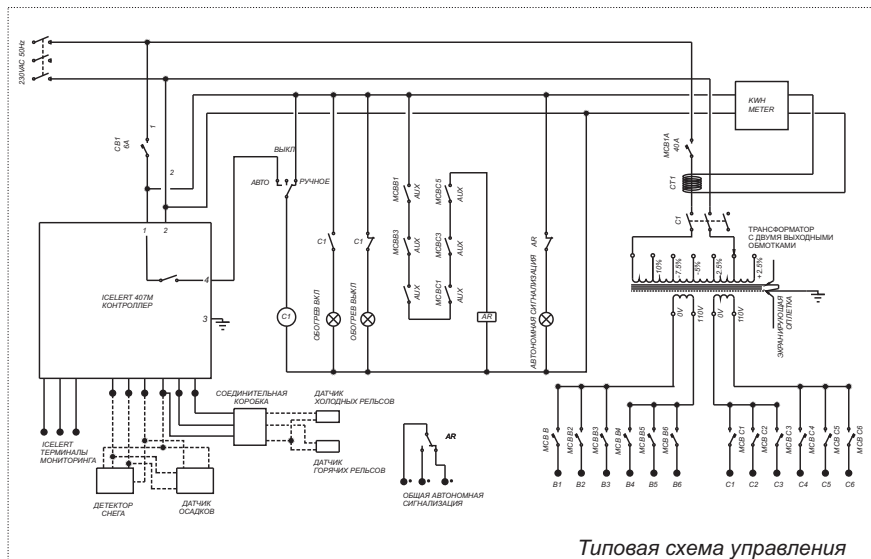 230VAC 50Hz
CB1
6A
1
2
ВЫКЛ
АВТО
РУЧНОЕ
C1
C1
C1
ОБОГРЕВ ВКЛ
ОБОГРЕВ ВЫКЛ
MCBB1
AUX
MCBB3
AUX
AUX
MCBC5
AUX
MCBC3
AUX
MCBC1
AUX
AR
AR
АВТОНОМНАЯ СИГНАЛИЗАЦИЯ
KWH
METER
MCB1A
40 A
CT1
C1
ТРАНСФОРМАТОР
С ДВУМЯ ВЫХОДНЫМИ
ОБМОТКАМИ
-10%
-7.5%
-5%
-2.5%
+2.5%
0V
110V
0V
110V
ЭКРАНИРУЮЩАЯ
ОПЛЕТКА
1
2
4
3
ICELERT 407M
КОНТРОЛЛЕР
ICELERT
ТЕРМИНАЛЫ
МОНИТОРИНГА
СОЕДИНИТЕЛЬНАЯ
КОРОБКА
ДАТЧИК
ХОЛОДНЫХ РЕЛЬСОВ
ДАТЧИК
ГОРЯЧИХ РЕЛЬСОВ
ДЕТЕКТОР
СНЕГА
ДАТЧИК
ОСАДКОВ
AR
ОБЩАЯ АВТОНОМНАЯ
СИГНАЛИЗАЦИЯ
MCB B
MCB B2
MCB B3
MCB B4
MCB B5
MCB B6
MCB C1
MCB C2
MCB C3
MCB C4
MCB C5
MCB C6
B1
B2
B3
B4
B5
B6
C1
C2
C3
C4
C5
C6
Типовая схема управления